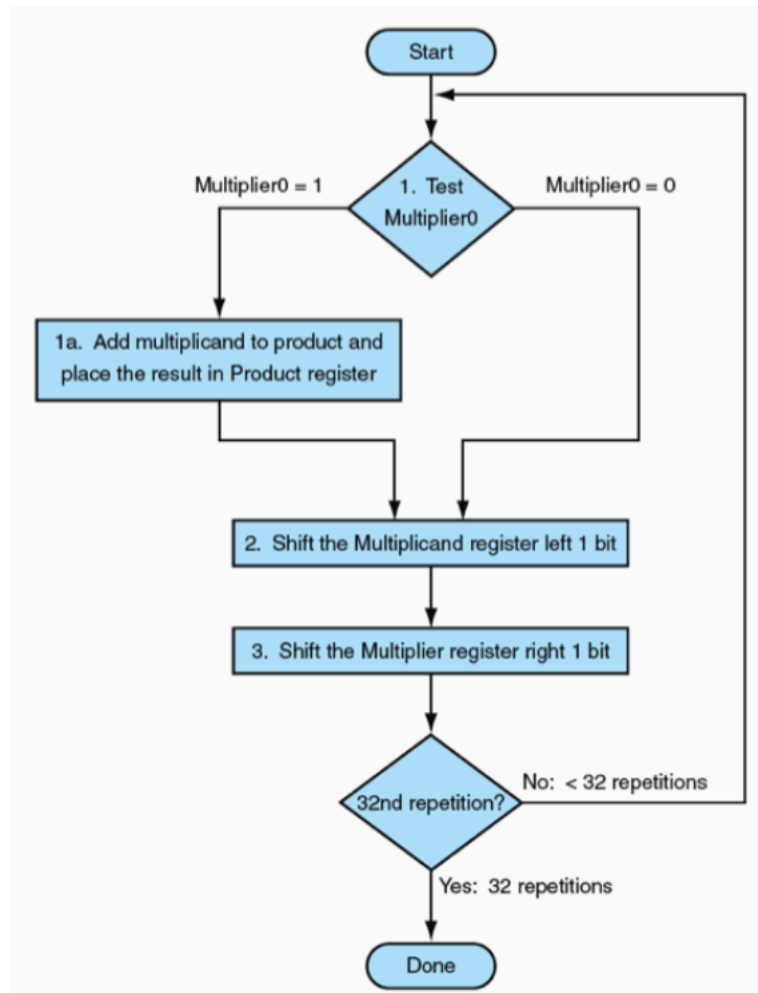 Start
Multiplier0 = 1
1. Test
Multiplier0
Multiplier0 = 0
1a. Add multiplicand to product and
place the result in Product register
2. Shift the Multiplicand register left 1 bit
3. Shift the Multiplier register right 1 bit
32nd repetition?
No: < 32 repetitions
Yes: 32 repetitions
Done